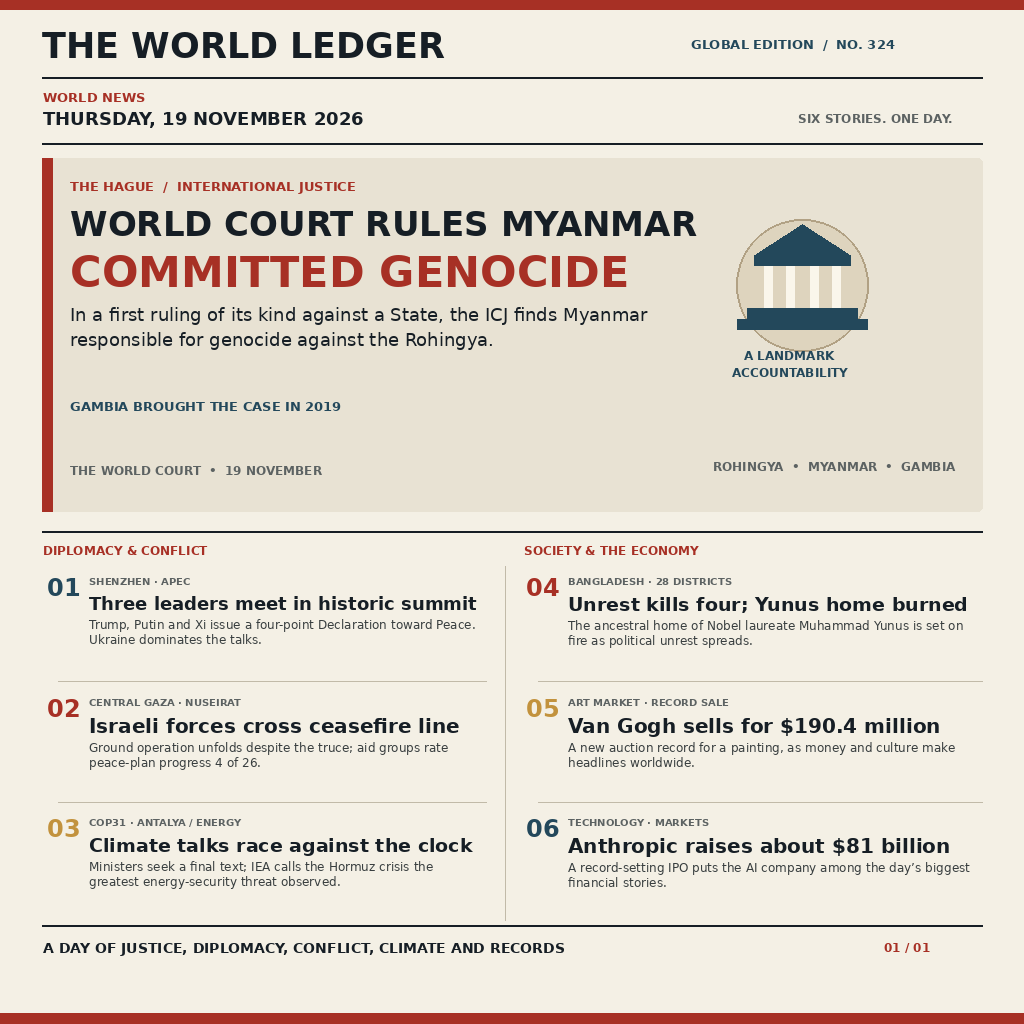 THE WORLD LEDGER
GLOBAL EDITION / NO. 324
WORLD NEWS
THURSDAY, 19 NOVEMBER 2026
SIX STORIES. ONE DAY.
THE HAGUE / INTERNATIONAL JUSTICE
WORLD COURT RULES MYANMAR
COMMITTED GENOCIDE
In a first ruling of its kind against a State, the ICJ finds Myanmar
responsible for genocide against the Rohingya.
GAMBIA BROUGHT THE CASE IN 2019
THE WORLD COURT • 19 NOVEMBER
A LANDMARK
ACCOUNTABILITY
ROHINGYA • MYANMAR • GAMBIA
DIPLOMACY & CONFLICT
01
SHENZHEN · APEC
Three leaders meet in historic summit
Trump, Putin and Xi issue a four-point Declaration toward Peace.
Ukraine dominates the talks.
02
CENTRAL GAZA · NUSEIRAT
Israeli forces cross ceasefire line
Ground operation unfolds despite the truce; aid groups rate
peace-plan progress 4 of 26.
03
COP31 · ANTALYA / ENERGY
Climate talks race against the clock
Ministers seek a final text; IEA calls the Hormuz crisis the
greatest energy-security threat observed.
SOCIETY & THE ECONOMY
04
BANGLADESH · 28 DISTRICTS
Unrest kills four; Yunus home burned
The ancestral home of Nobel laureate Muhammad Yunus is set on
fire as political unrest spreads.
05
ART MARKET · RECORD SALE
Van Gogh sells for $190.4 million
A new auction record for a painting, as money and culture make
headlines worldwide.
06
TECHNOLOGY · MARKETS
Anthropic raises about $81 billion
A record-setting IPO puts the AI company among the day’s biggest
financial stories.
A DAY OF JUSTICE, DIPLOMACY, CONFLICT, CLIMATE AND RECORDS
01 / 01